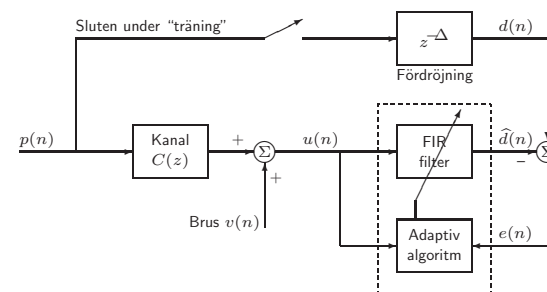 Sluten under “träning”
z^{-Δ}
d(n)
Fördröjning
p(n)
Kanal
C(z)
+
Σ
+
u(n)
FIR
filter
d̂(n)
−
Σ
Brus v(n)
Adaptiv
algoritm
e(n)